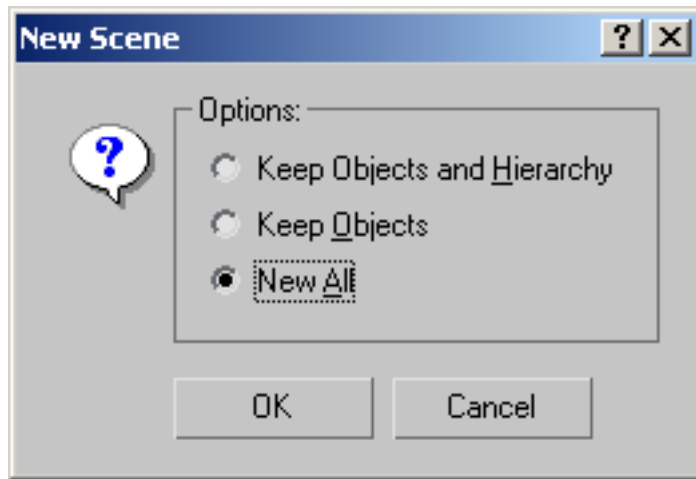 New Scene
Options:
Keep Objects and Hierarchy
Keep Objects
New All
OK Cancel